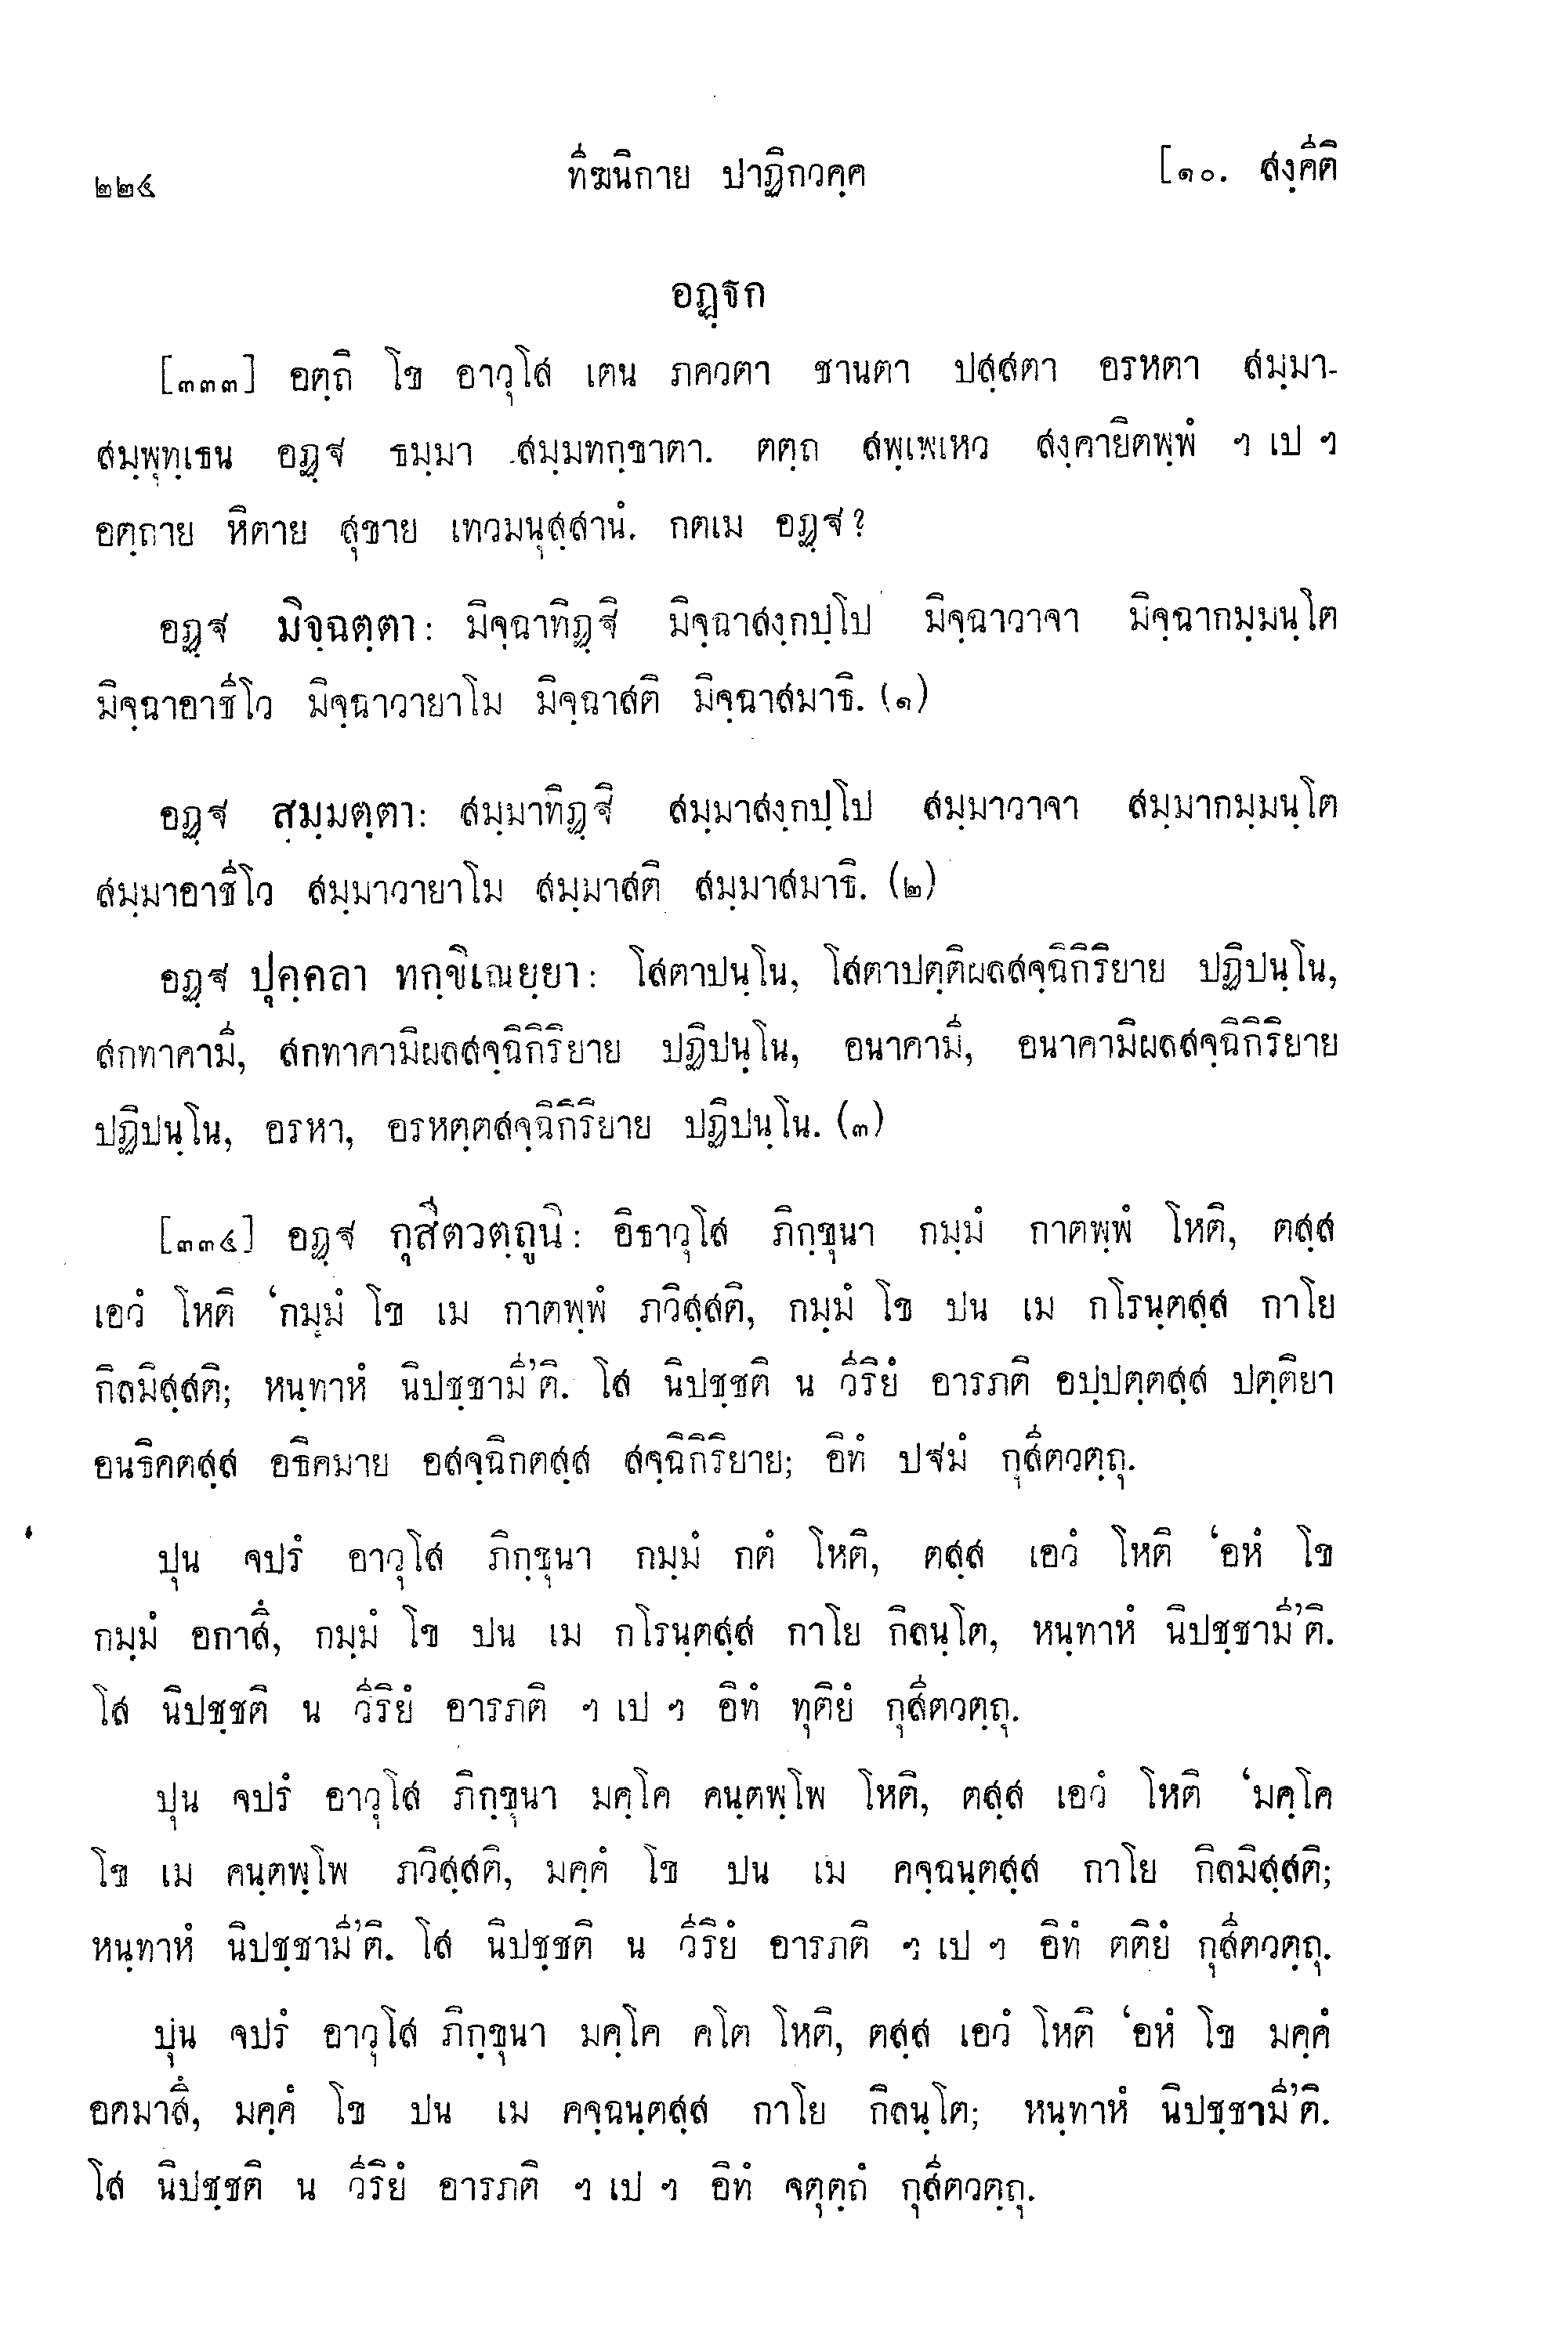 ๒๒๔ ทีฆนิกาย ปาฏิกวคฺค [๑๐. สงฺคีติ
อฏฺฐก
[๓๓๓] อตฺถิ โข อาวุโส เตน ภควตา ชานตา ปสฺสตา อรหตา สมฺมา-
สมฺพุทฺเธน อฏฺฐ ธมฺมา สมฺมทกฺขาตา. ตตฺถ สพฺเพเหว สงฺคายิตพฺพํ ฯ เป ฯ
อตฺถาย หิตาย สุขาย เทวมนุสฺสานํ. กตเม อฏฺฐ?
อฏฺฐ มิจฺฉตฺตา: มิจฺฉาทิฏฺฐิ มิจฺฉาสงฺกปฺโป มิจฺฉาวาจา มิจฺฉากมฺมนฺโต
มิจฺฉาอาชีโว มิจฺฉาวายาโม มิจฺฉาสติ มิจฺฉาสมาธิ. (๑)
อฏฺฐ สมฺมตฺตา: สมฺมาทิฏฺฐิ สมฺมาสงฺกปฺโป สมฺมาวาจา สมฺมากมฺมนฺโต
สมฺมาอาชีโว สมฺมาวายาโม สมฺมาสติ สมฺมาสมาธิ. (๒)
อฏฺฐ ปุคฺคลา ทกฺขิเณยฺยา: โสตาปนฺโน, โสตาปตฺติผลสจฺฉิกิริยาย ปฏิปนฺโน,
สกทาคามี, สกทาคามิผลสจฺฉิกิริยาย ปฏิปนฺโน, อนาคามี, อนาคามิผลสจฺฉิกิริยาย
ปฏิปนฺโน, อรหา, อรหตฺตสจฺฉิกิริยาย ปฏิปนฺโน. (๓)
[๓๓๔] อฏฺฐ กุสีตวตฺถูนิ: อิธาวุโส ภิกฺขุนา กมฺมํ กาตพฺพํ โหติ, ตสฺส
เอวํ โหติ ‘กมฺมํ โข เม กาตพฺพํ ภวิสฺสติ, กมฺมํ โข ปน เม กโรนฺตสฺส กาโย
กิลมิสฺสติ; หนฺทาหํ นิปชฺชามี’ติ. โส นิปชฺชติ น วีริยํ อารภติ อปฺปตฺตสฺส ปตฺติยา
อนธิคตสฺส อธิคมาย อสจฺฉิกตสฺส สจฺฉิกิริยาย; อิทํ ปฐมํ กุสีตวตฺถุ.
ปุน จปรํ อาวุโส ภิกฺขุนา กมฺมํ กตํ โหติ, ตสฺส เอวํ โหติ ‘อหํ โข
กมฺมํ อกาสึ, กมฺมํ โข ปน เม กโรนฺตสฺส กาโย กิลนฺโต, หนฺทาหํ นิปชฺชามี’ติ.
โส นิปชฺชติ น วีริยํ อารภติ ฯ เป ฯ อิทํ ทุติยํ กุสีตวตฺถุ.
ปุน จปรํ อาวุโส ภิกฺขุนา มคฺโค คนฺตพฺโพ โหติ, ตสฺส เอวํ โหติ ‘มคฺโค
โข เม คนฺตพฺโพ ภวิสฺสติ, มคฺคํ โข ปน เม คจฺฉนฺตสฺส กาโย กิลมิสฺสติ;
หนฺทาหํ นิปชฺชามี’ติ. โส นิปชฺชติ น วีริยํ อารภติ ฯ เป ฯ อิทํ ตติยํ กุสีตวตฺถุ.
ปุน จปรํ อาวุโส ภิกฺขุนา มคฺโค คโต โหติ, ตสฺส เอวํ โหติ ‘อหํ โข มคฺคํ
อคมาสึ, มคฺคํ โข ปน เม คจฺฉนฺตสฺส กาโย กิลนฺโต; หนฺทาหํ นิปชฺชามี’ติ.
โส นิปชฺชติ น วีริยํ อารภติ ฯ เป ฯ อิทํ จตุตฺถํ กุสีตวตฺถุ.